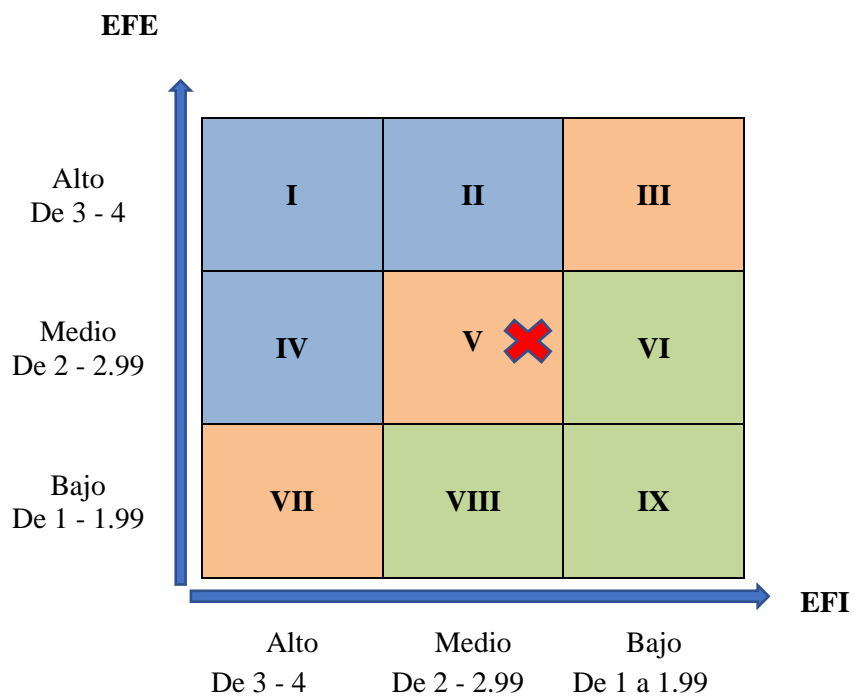 EFE
Alto
De 3 - 4
I
II
III
Medio
De 2 - 2.99
IV
V
VI
Bajo
De 1 - 1.99
VII
VIII
IX
EFI
Alto
Medio
Bajo
De 3 - 4
De 2 - 2.99
De 1 a 1.99